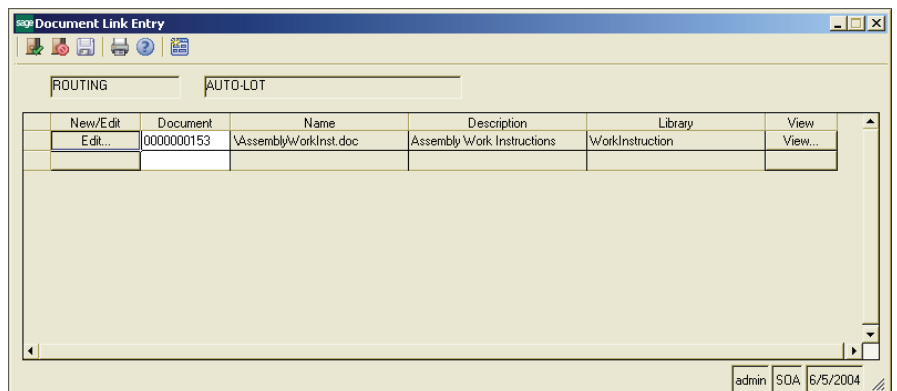 sage Document Link Entry
ROUTING AUTO-LOT
New/Edit Document Name Description Library View
Edit... 0000000153 \AssemblyWorkInst.doc Assembly Work Instructions WorkInstruction View...
admin SOA 6/5/2004